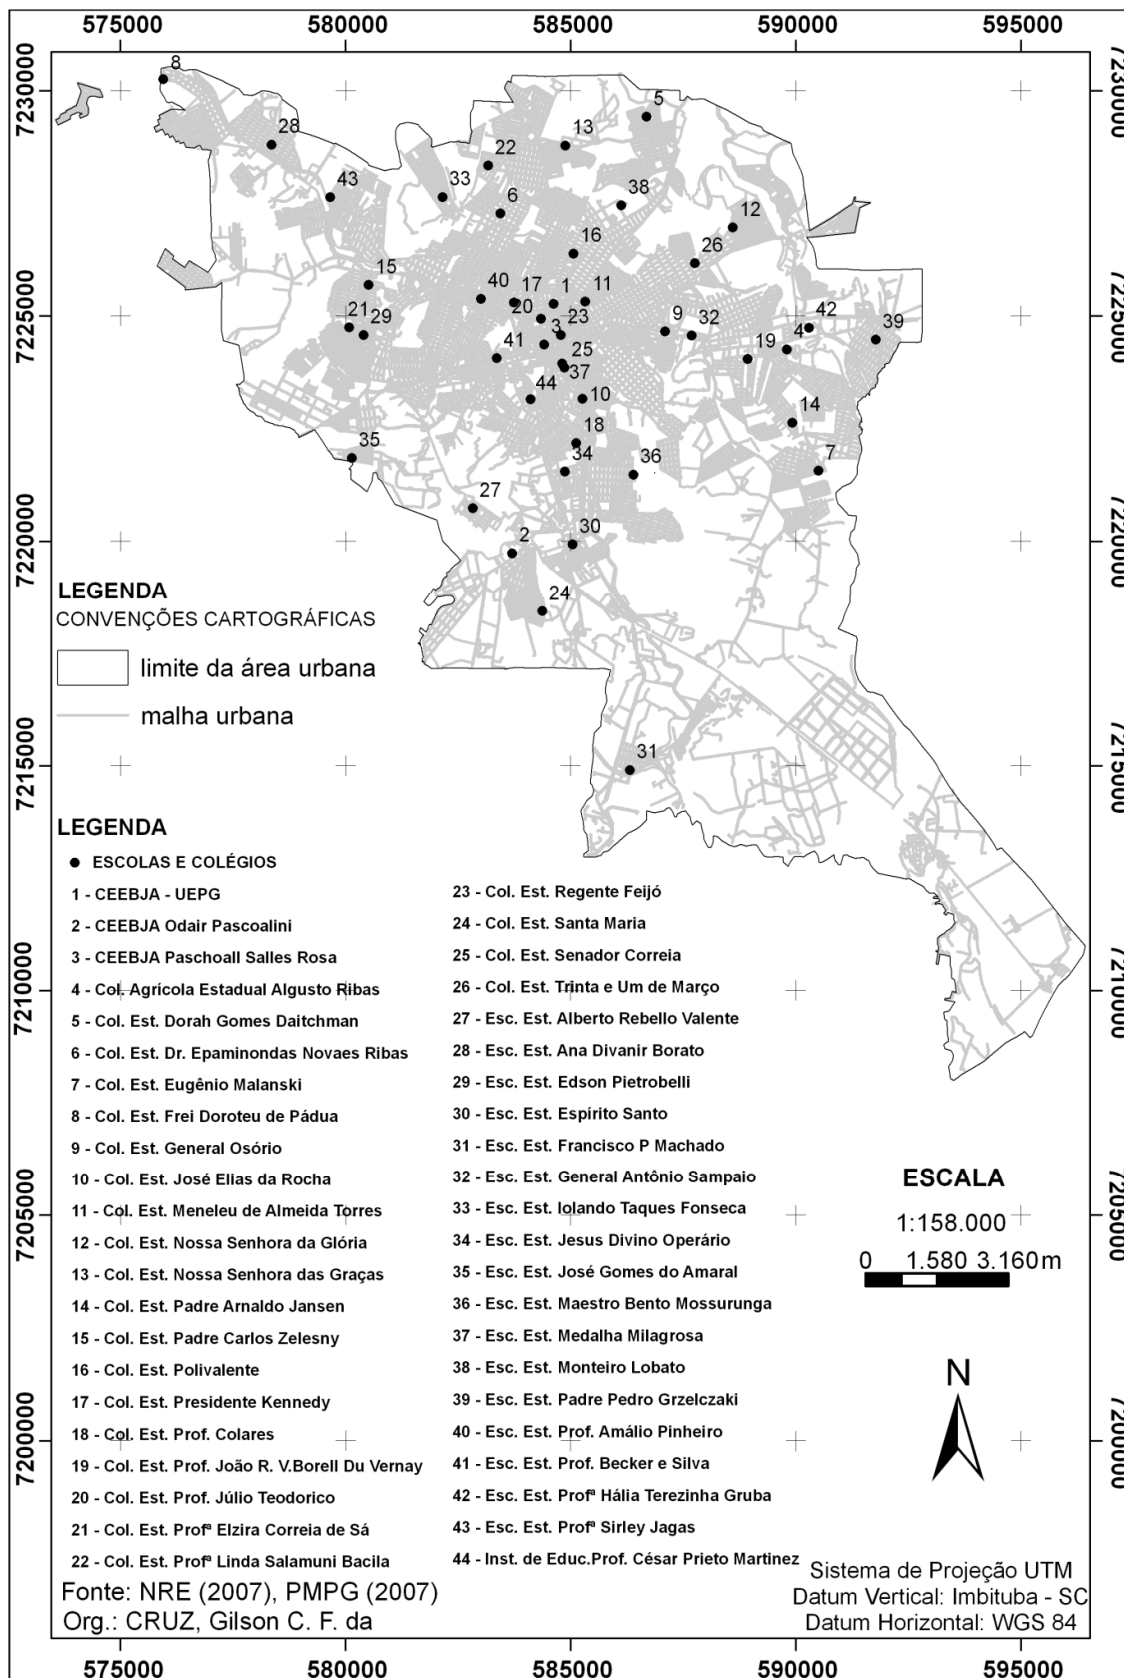 575000 580000 585000 590000 595000
7230000 7230000
7225000 7225000
7220000 7220000
7215000 7215000
7210000 7210000
7205000 7205000
7200000 7200000
8
5
28
13
22
43
33
38
6
12
16
26
15
40
17
1
11
20
21
29
3
23
9
32
42
4
19
39
41
25
37
44
10
14
18
35
34
36
7
27
30
2
24
31
LEGENDA
CONVENÇÕES CARTOGRÁFICAS
limite da área urbana
malha urbana
LEGENDA
ESCOLAS E COLÉGIOS
1 - CEEBJA - UEPG
2 - CEEBJA Odair Pascoalini
3 - CEEBJA Paschoall Salles Rosa
4 - Col. Agrícola Estadual Algusto Ribas
5 - Col. Est. Dorah Gomes Daitchman
6 - Col. Est. Dr. Epaminondas Novaes Ribas
7 - Col. Est. Eugênio Malanski
8 - Col. Est. Frei Doroteu de Pádua
9 - Col. Est. General Osório
10 - Col. Est. José Elias da Rocha
11 - Col. Est. Meneleu de Almeida Torres
12 - Col. Est. Nossa Senhora da Glória
13 - Col. Est. Nossa Senhora das Graças
14 - Col. Est. Padre Arnaldo Jansen
15 - Col. Est. Padre Carlos Zelesny
16 - Col. Est. Polivalente
17 - Col. Est. Presidente Kennedy
18 - Col. Est. Prof. Colares
19 - Col. Est. Prof. João R. V.Borell Du Vernay
20 - Col. Est. Prof. Júlio Teodorico
21 - Col. Est. Profª Elzira Correia de Sá
22 - Col. Est. Profª Linda Salamuni Bacila
23 - Col. Est. Regente Feijó
24 - Col. Est. Santa Maria
25 - Col. Est. Senador Correia
26 - Col. Est. Trinta e Um de Março
27 - Esc. Est. Alberto Rebello Valente
28 - Esc. Est. Ana Divanir Borato
29 - Esc. Est. Edson Pietrobelli
30 - Esc. Est. Espírito Santo
31 - Esc. Est. Francisco P Machado
32 - Esc. Est. General Antônio Sampaio
33 - Esc. Est. Iolando Taques Fonseca
34 - Esc. Est. Jesus Divino Operário
35 - Esc. Est. José Gomes do Amaral
36 - Esc. Est. Maestro Bento Mossurunga
37 - Esc. Est. Medalha Milagrosa
38 - Esc. Est. Monteiro Lobato
39 - Esc. Est. Padre Pedro Grzelczaki
40 - Esc. Est. Prof. Amálio Pinheiro
41 - Esc. Est. Prof. Becker e Silva
42 - Esc. Est. Profª Hália Terezinha Gruba
43 - Esc. Est. Profª Sirley Jagas
44 - Inst. de Educ.Prof. César Prieto Martinez
ESCALA
1:158.000
0 1.580 3.160m
N
Fonte: NRE (2007), PMPG (2007)
Org.: CRUZ, Gilson C. F. da
Sistema de Projeção UTM
Datum Vertical: Imbituba - SC
Datum Horizontal: WGS 84
575000 580000 585000 590000 595000